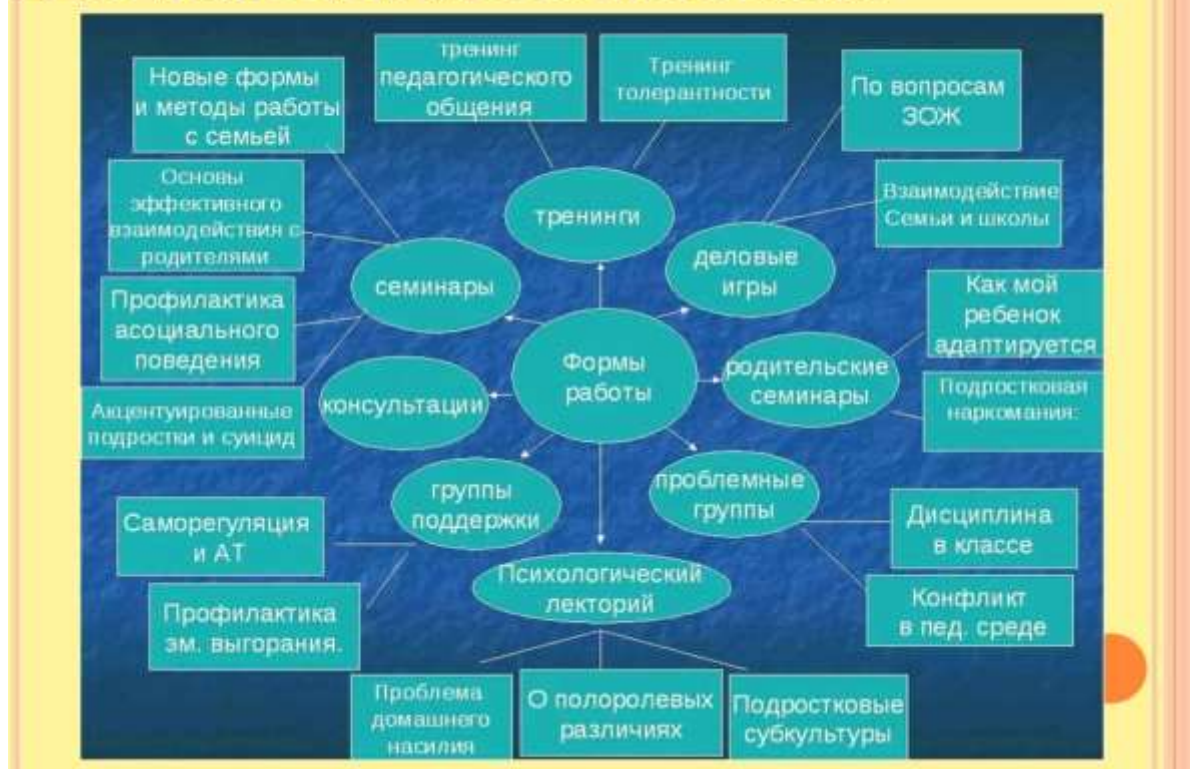 тренинг
педагогического
общения
Тренинг
толерантности
Новые формы
и методы работы
с семьей
По вопросам
ЗОЖ
Основы
эффективного
взаимодействия с
родителями
тренинги
Взаимодействие
Семьи и школы
деловые
игры
семинары
Профилактика
асоциального
поведения
Как мой
ребенок
адаптируется
Формы
работы
родительские
семинары
Подростковая
наркомания:
консультации
Акцентуированные
подростки и суицид
группы
поддержки
проблемные
группы
Саморегуляция
и АТ
Дисциплина
в классе
Психологический
лекторий
Профилактика
эм. выгорания.
Конфликт
в пед. среде
Проблема
домашнего
насилия
О полоролевых
различиях
Подростковые
субкультуры